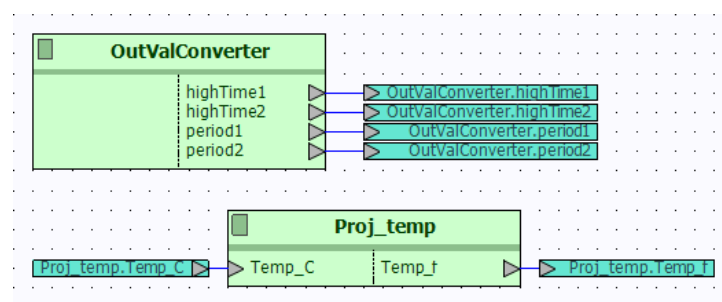 OutValConverter
highTime1 OutValConverter.highTime1
highTime2 OutValConverter.highTime2
period1 OutValConverter.period1
period2 OutValConverter.period2
Proj_temp
Proj_temp.Temp_C Temp_C Temp_f Proj_temp.Temp_f